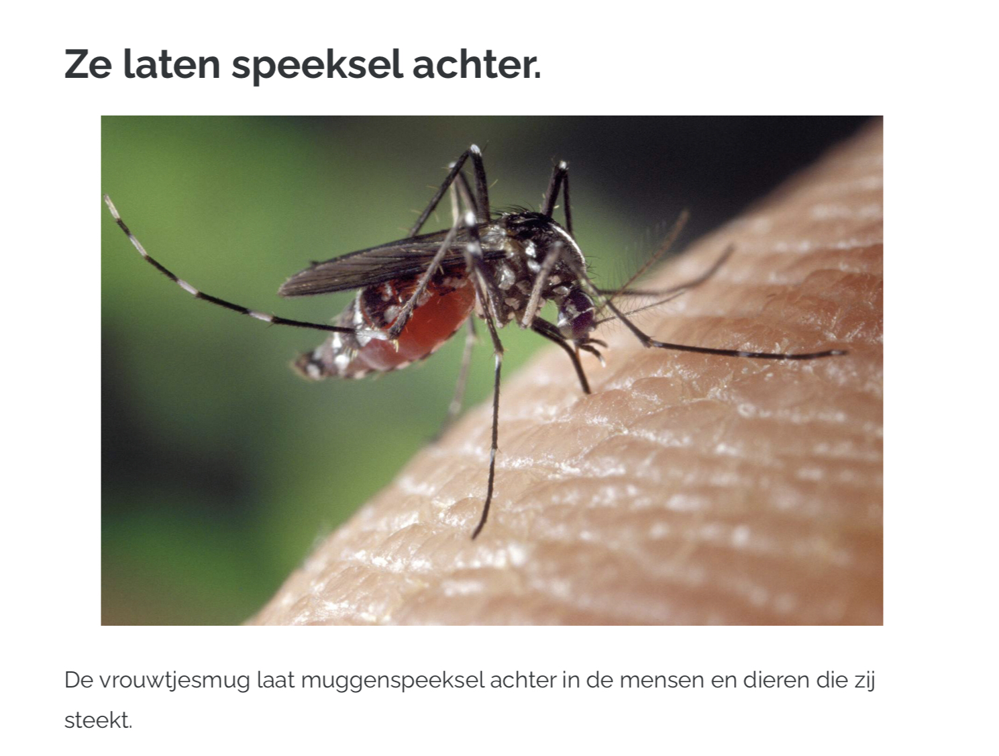 Ze laten speeksel achter.
De vrouwtjesmug laat muggenspeeksel achter in de mensen en dieren die zij
steekt.